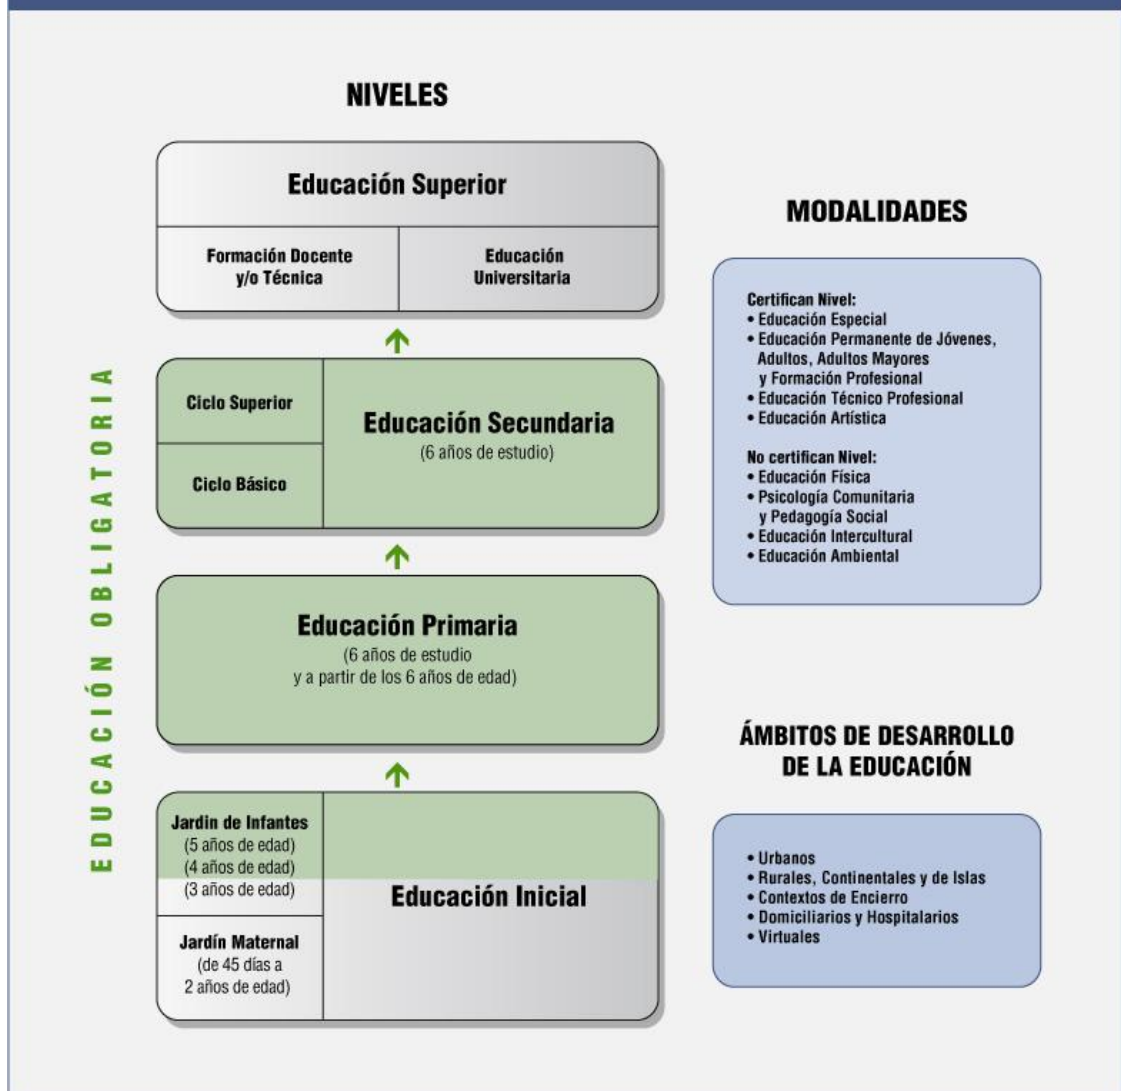 NIVELES
Educación Superior
Formación Docente
y/o Técnica
Educación
Universitaria
EDUCACIÓN OBLIGATORIA
Ciclo Superior
Ciclo Básico
Educación Secundaria
(6 años de estudio)
Educación Primaria
(6 años de estudio
y a partir de los 6 años de edad)
Jardin de Infantes
(5 años de edad)
(4 años de edad)
(3 años de edad)
Jardín Maternal
(de 45 días a
2 años de edad)
Educación Inicial
MODALIDADES
Certifican Nivel:
• Educación Especial
• Educación Permanente de Jóvenes,
Adultos, Adultos Mayores
y Formación Profesional
• Educación Técnico Profesional
• Educación Artística
No certifican Nivel:
• Educación Física
• Psicología Comunitaria
y Pedagogía Social
• Educación Intercultural
• Educación Ambiental
ÁMBITOS DE DESARROLLO
DE LA EDUCACIÓN
• Urbanos
• Rurales, Continentales y de Islas
• Contextos de Encierro
• Domiciliarios y Hospitalarios
• Virtuales